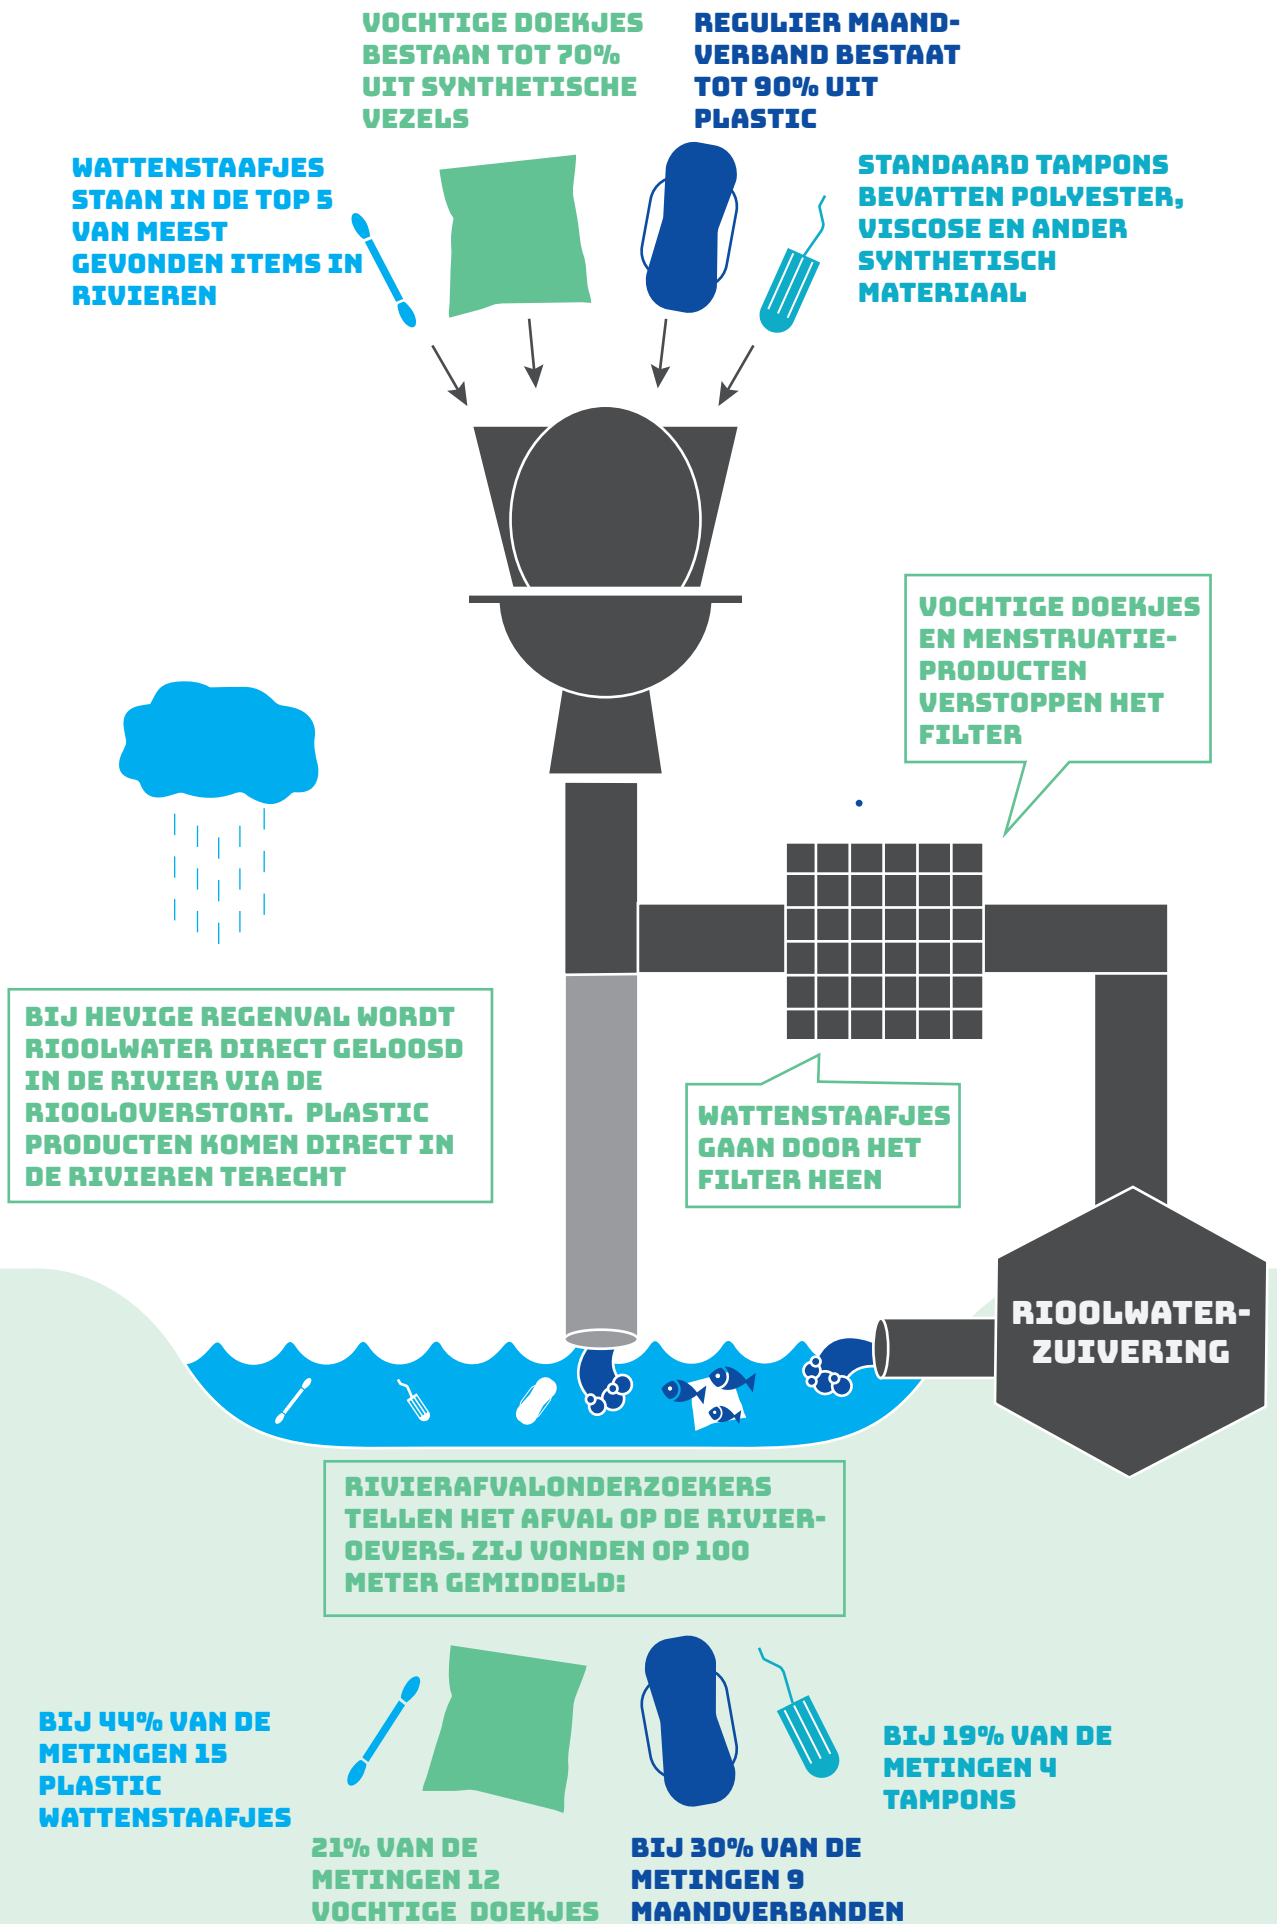 VOCHTIGE DOEKJES
BESTAAN TOT 70%
UIT SYNTHETISCHE
VEZELS
REGULIER MAAND-
VERBAND BESTAAT
TOT 90% UIT
PLASTIC
WATTENSTAAFJES
STAAN IN DE TOP 5
VAN MEEST
GEVONDEN ITEMS IN
RIVIEREN
STANDAARD TAMPONS
BEVATTEN POLYESTER,
VISCOSE EN ANDER
SYNTHETISCH
MATERIAAL
VOCHTIGE DOEKJES
EN MENSTRUATIE-
PRODUCTEN
VERSTOPPEN HET
FILTER
BIJ HEVIGE REGENVAL WORDT
RIOOLWATER DIRECT GELOOSD
IN DE RIVIER VIA DE
RIOOLOVERSTORT. PLASTIC
PRODUCTEN KOMEN DIRECT IN
DE RIVIEREN TERECHT
WATTENSTAAFJES
GAAN DOOR HET
FILTER HEEN
RIOOLWATER-
ZUIVERING
RIVIERAFVALONDERZOEKERS
TELLEN HET AFVAL OP DE RIVIER-
OEVERS. ZIJ VONDEN OP 100
METER GEMIDDELD:
BIJ 44% VAN DE
METINGEN 15
PLASTIC
WATTENSTAAFJES
21% VAN DE
METINGEN 12
VOCHTIGE DOEKJES
BIJ 30% VAN DE
METINGEN 9
MAANDVERBANDEN
BIJ 19% VAN DE
METINGEN 4
TAMPONS